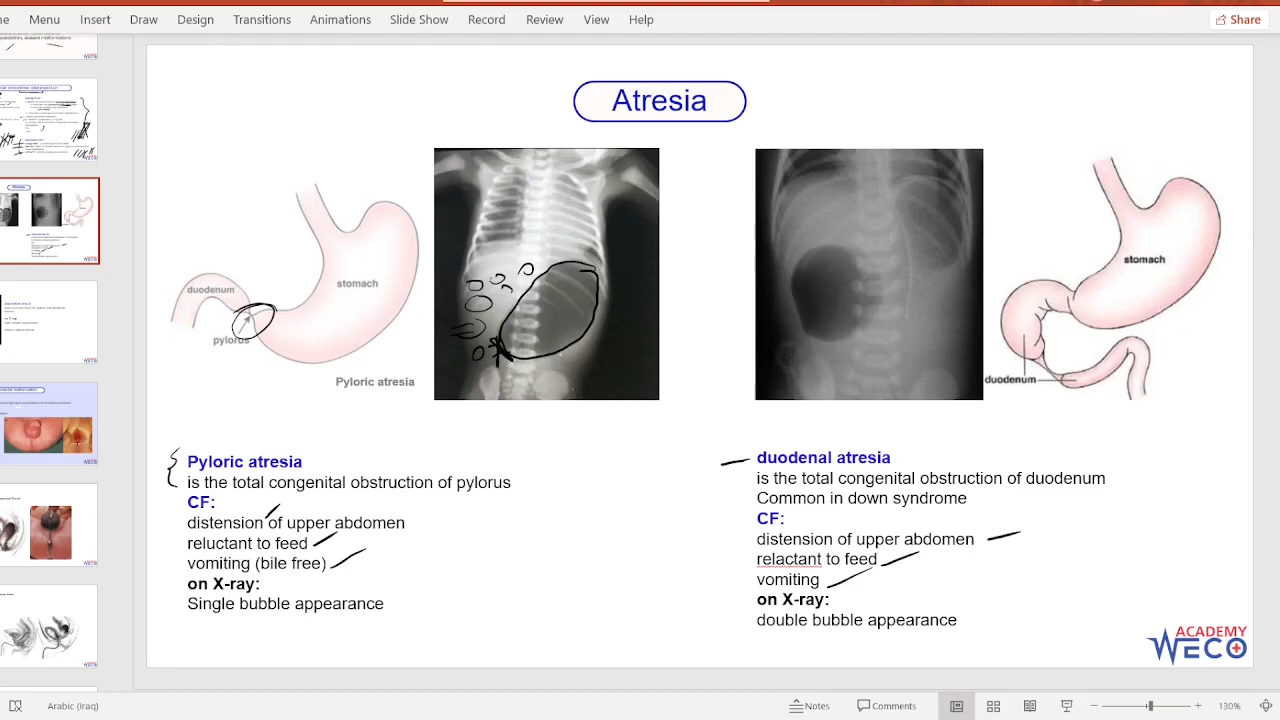 me
Menu
Insert
Draw
Design
Transitions
Animations
Slide Show
Record
Review
View
Help
Share
Atresia
duodenum
stomach
pylorus
Pyloric atresia
stomach
duodenum
Pyloric atresia
is the total congenital obstruction of pylorus
CF:
distension of upper abdomen
reluctant to feed
vomiting (bile free)
on X-ray:
Single bubble appearance
duodenal atresia
is the total congenital obstruction of duodenum
Common in down syndrome
CF:
distension of upper abdomen
relactant to feed
vomiting
on X-ray:
double bubble appearance
ACADEMY
WECO
Arabic (Iraq)
Notes
Comments
130%